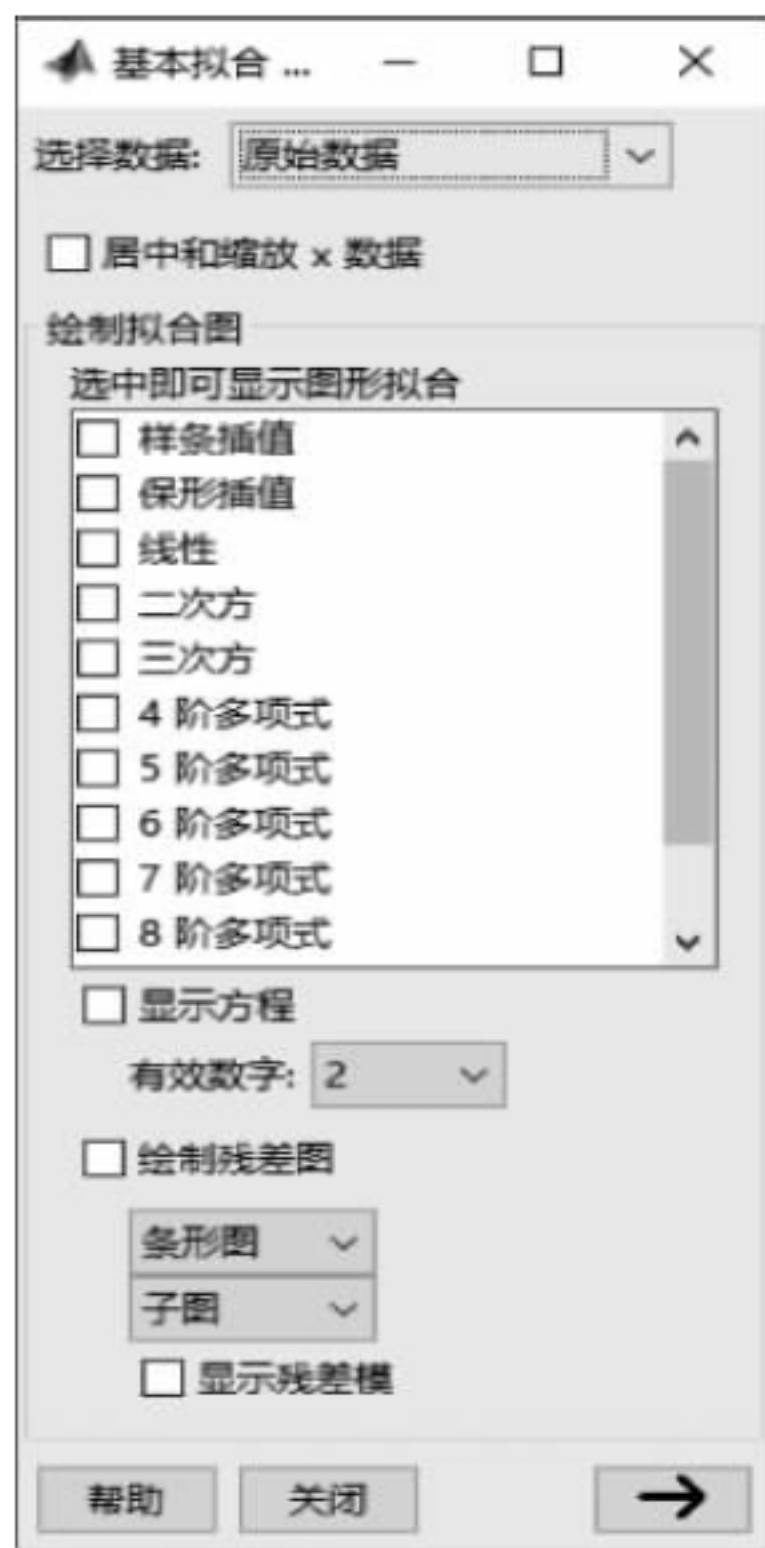 基本拟合 ...
选择数据: 原始数据
居中和缩放 x 数据
绘制拟合图
选中即可显示图形拟合
样条插值
保形插值
线性
二次方
三次方
4 阶多项式
5 阶多项式
6 阶多项式
7 阶多项式
8 阶多项式
显示方程
有效数字: 2
绘制残差图
条形图
子图
显示残差模
帮助 关闭